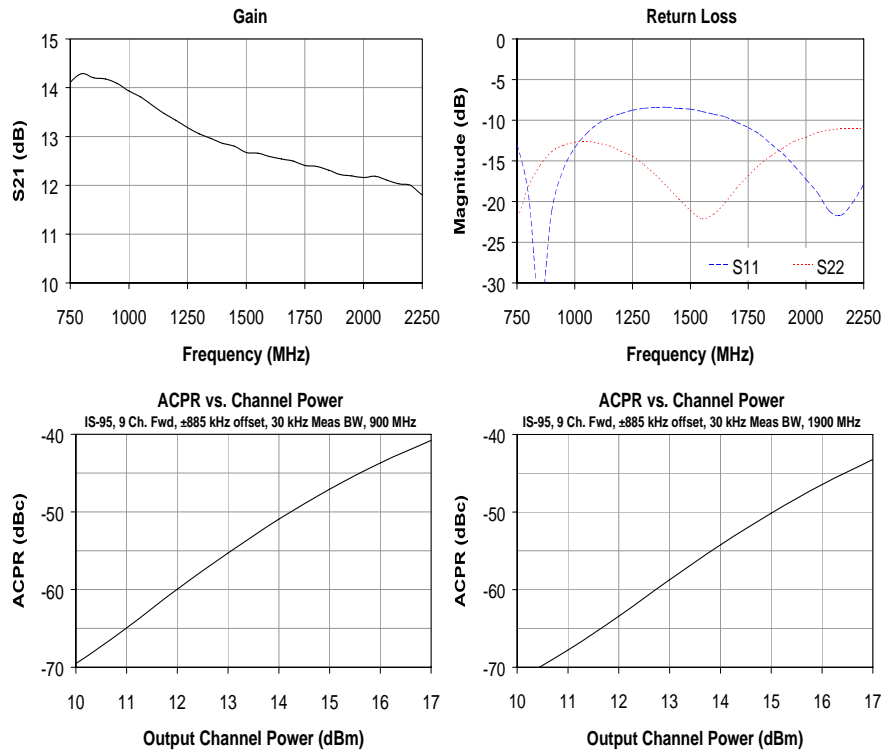 Gain
15
14
13
12
11
10
S21 (dB)
750 1000 1250 1500 1750 2000 2250
Frequency (MHz)
Return Loss
0
-5
-10
-15
-20
-25
-30
Magnitude (dB)
S11 S22
750 1000 1250 1500 1750 2000 2250
Frequency (MHz)
ACPR vs. Channel Power
IS-95, 9 Ch. Fwd, ±885 kHz offset, 30 kHz Meas BW, 900 MHz
-40
-50
-60
-70
ACPR (dBc)
10 11 12 13 14 15 16 17
Output Channel Power (dBm)
ACPR vs. Channel Power
IS-95, 9 Ch. Fwd, ±885 kHz offset, 30 kHz Meas BW, 1900 MHz
-40
-50
-60
-70
ACPR (dBc)
10 11 12 13 14 15 16 17
Output Channel Power (dBm)